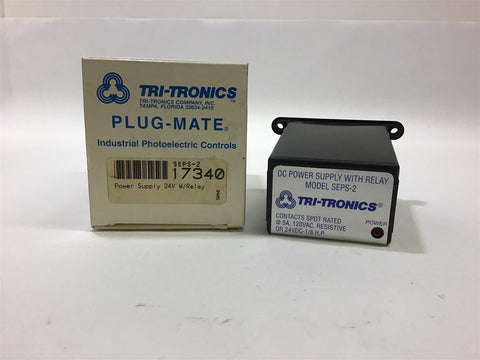 TRI-TRONICS
TRI-TRONICS COMPANY, INC.
TAMPA, FLORIDA 33634-2419
PLUG-MATE®
Industrial Photoelectric Controls
SEPS-2
17340
Power Supply 24V W/Relay
DC POWER SUPPLY WITH RELAY
MODEL SEPS-2
TRI-TRONICS®
CONTACTS SPDT RATED
@ 5A, 120VAC, RESISTIVE
OR 24VDC-1/8 H.P.
POWER